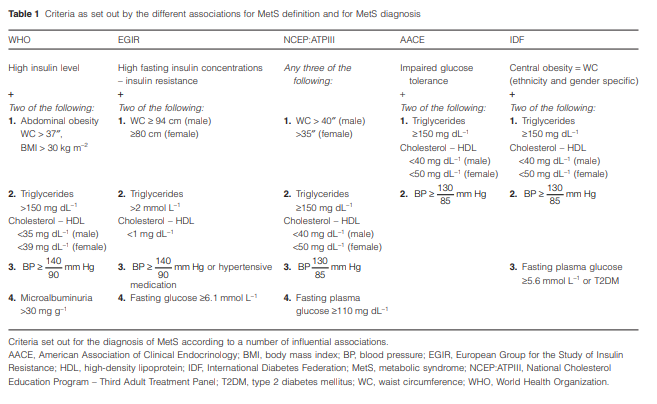 Table 1 Criteria as set out by the different associations for MetS definition and for MetS diagnosis
WHO EGIR NCEP:ATPIII AACE IDF
High insulin level High fasting insulin concentrations Any three of the Impaired glucose Central obesity = WC
– insulin resistance following: tolerance (ethnicity and gender specific)
+ + + +
Two of the following: Two of the following: Two of the following: Two of the following:
1. Abdominal obesity 1. WC ≥ 94 cm (male) 1. WC > 40″ (male) 1. Triglycerides 1. Triglycerides
WC > 37″, ≥80 cm (female) >35″ (female) ≥150 mg dL⁻¹ ≥150 mg dL⁻¹
BMI > 30 kg m⁻² Cholesterol – HDL Cholesterol – HDL
<40 mg dL⁻¹ (male) <40 mg dL⁻¹ (male)
<50 mg dL⁻¹ (female) <50 mg dL⁻¹ (female)
2. Triglycerides 2. Triglycerides 2. Triglycerides 2. BP ≥ 130/85 mm Hg 2. BP ≥ 130/85 mm Hg
>150 mg dL⁻¹ >2 mmol L⁻¹ ≥150 mg dL⁻¹
Cholesterol – HDL Cholesterol – HDL Cholesterol – HDL
<35 mg dL⁻¹ (male) <1 mg dL⁻¹ <40 mg dL⁻¹ (male)
<39 mg dL⁻¹ (female) <50 mg dL⁻¹ (female)
3. BP ≥ 140/90 mm Hg 3. BP ≥ 140/90 mm Hg or hypertensive 3. BP 130/85 mm Hg 3. Fasting plasma glucose
medication ≥5.6 mmol L⁻¹ or T2DM
4. Microalbuminuria 4. Fasting glucose ≥6.1 mmol L⁻¹ 4. Fasting plasma
>30 mg g⁻¹ glucose ≥110 mg dL⁻¹
Criteria set out for the diagnosis of MetS according to a number of influential associations.
AACE, American Association of Clinical Endocrinology; BMI, body mass index; BP, blood pressure; EGIR, European Group for the Study of Insulin
Resistance; HDL, high-density lipoprotein; IDF, International Diabetes Federation; MetS, metabolic syndrome; NCEP:ATPIII, National Cholesterol
Education Program – Third Adult Treatment Panel; T2DM, type 2 diabetes mellitus; WC, waist circumference; WHO, World Health Organization.